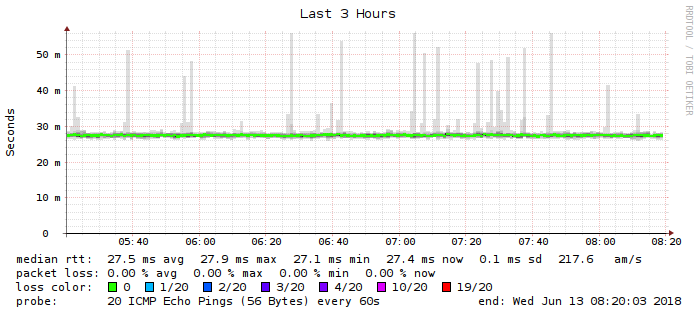 Last 3 Hours
RRDTOOL / TOBI OETIKER
Seconds
50 m
40 m
30 m
20 m
10 m
0
05:40 06:00 06:20 06:40 07:00 07:20 07:40 08:00 08:20
median rtt: 27.5 ms avg 27.9 ms max 27.1 ms min 27.4 ms now 0.1 ms sd 217.6 am/s
packet loss: 0.00 % avg 0.00 % max 0.00 % min 0.00 % now
loss color: 0 1/20 2/20 3/20 4/20 10/20 19/20
probe: 20 ICMP Echo Pings (56 Bytes) every 60s end: Wed Jun 13 08:20:03 2018